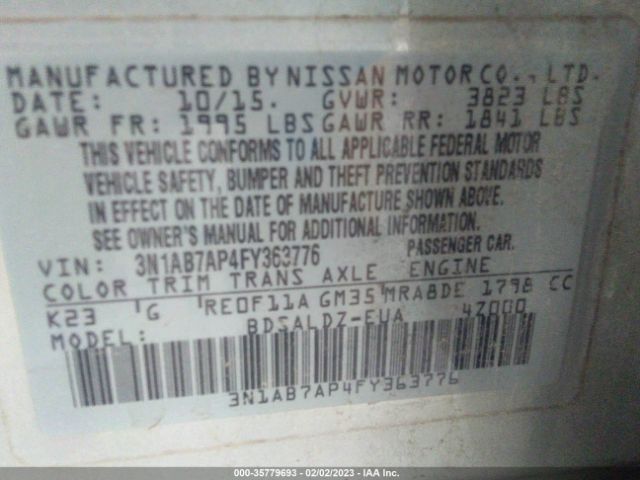 MANUFACTURED BY NISSAN MOTOR CO., LTD.
DATE: 10/15. GVWR: 3823 LBS
GAWR FR: 1995 LBS GAWR RR: 1841 LBS
THIS VEHICLE CONFORMS TO ALL APPLICABLE FEDERAL MOTOR
VEHICLE SAFETY, BUMPER AND THEFT PREVENTION STANDARDS
IN EFFECT ON THE DATE OF MANUFACTURE SHOWN ABOVE.
SEE OWNER'S MANUAL FOR ADDITIONAL INFORMATION.
VIN: 3N1AB7AP4FY363776 PASSENGER CAR.
COLOR TRIM TRANS AXLE ENGINE
K23 G RE0F11A GM35 MRA8DE 1798 CC
MODEL: BDSALDZ-EUA 4Z000
3N1AB7AP4FY363776
000-35779693 - 02/02/2023 - IAA Inc.